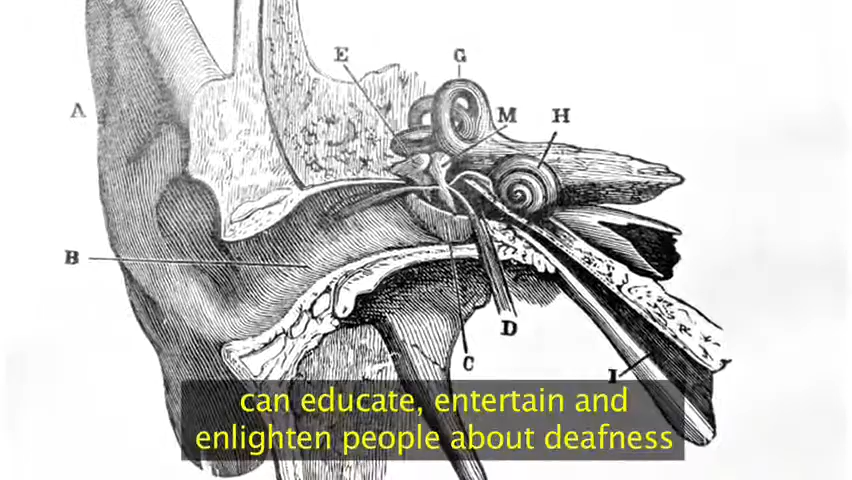 E
G
A
M
H
B
D
C
I
can educate, entertain and
enlighten people about deafness